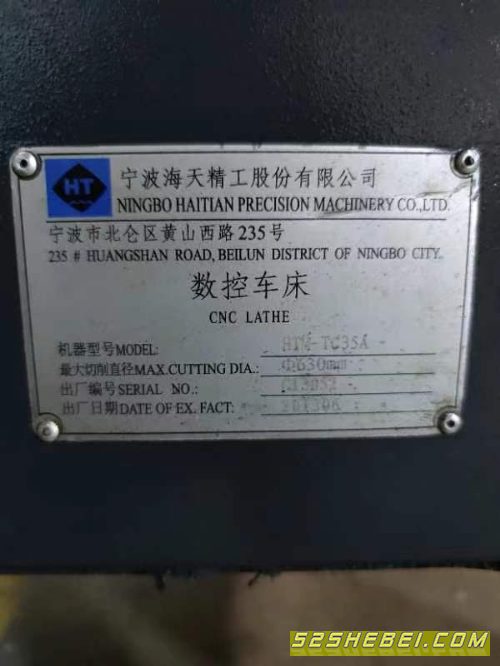 HT
宁波海天精工股份有限公司
NINGBO HAITIAN PRECISION MACHINERY CO.,LTD.
宁波市北仑区黄山西路235号
235 # HUANGSHAN ROAD, BEILUN DISTRICT OF NINGBO CITY.
数控车床
CNC LATHE
机器型号MODEL: HTM-TC35A
最大切削直径MAX.CUTTING DIA.: Φ630mm
出厂编号SERIAL NO.:
出厂日期DATE OF EX. FACT:
52SHEBEI.COM